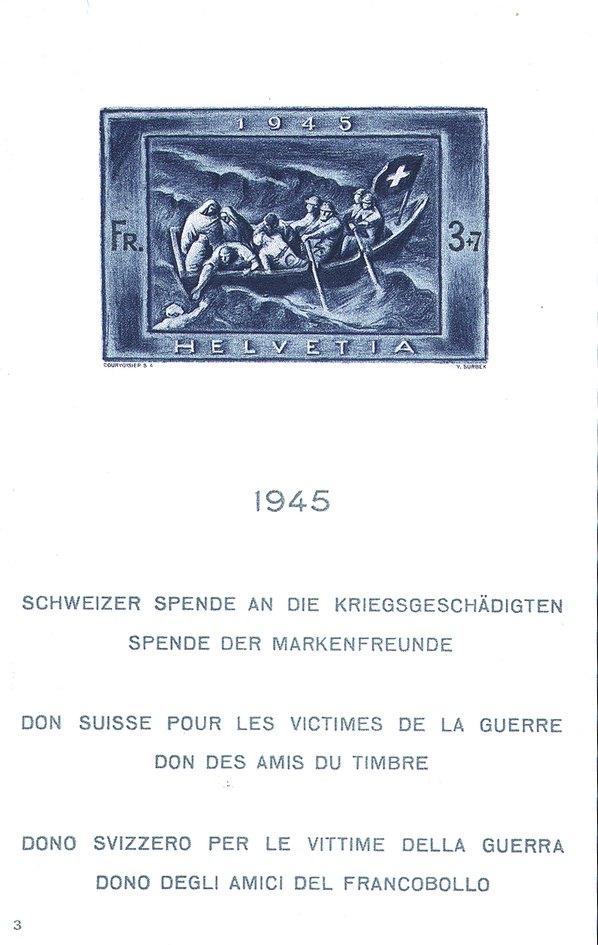 1945
FR.
3+7
HELVETIA
COURVOISIER S A
V. SURBEK
1945
SCHWEIZER SPENDE AN DIE KRIEGSGESCHÄDIGTEN
SPENDE DER MARKENFREUNDE
DON SUISSE POUR LES VICTIMES DE LA GUERRE
DON DES AMIS DU TIMBRE
DONO SVIZZERO PER LE VITTIME DELLA GUERRA
DONO DEGLI AMICI DEL FRANCOBOLLO
3